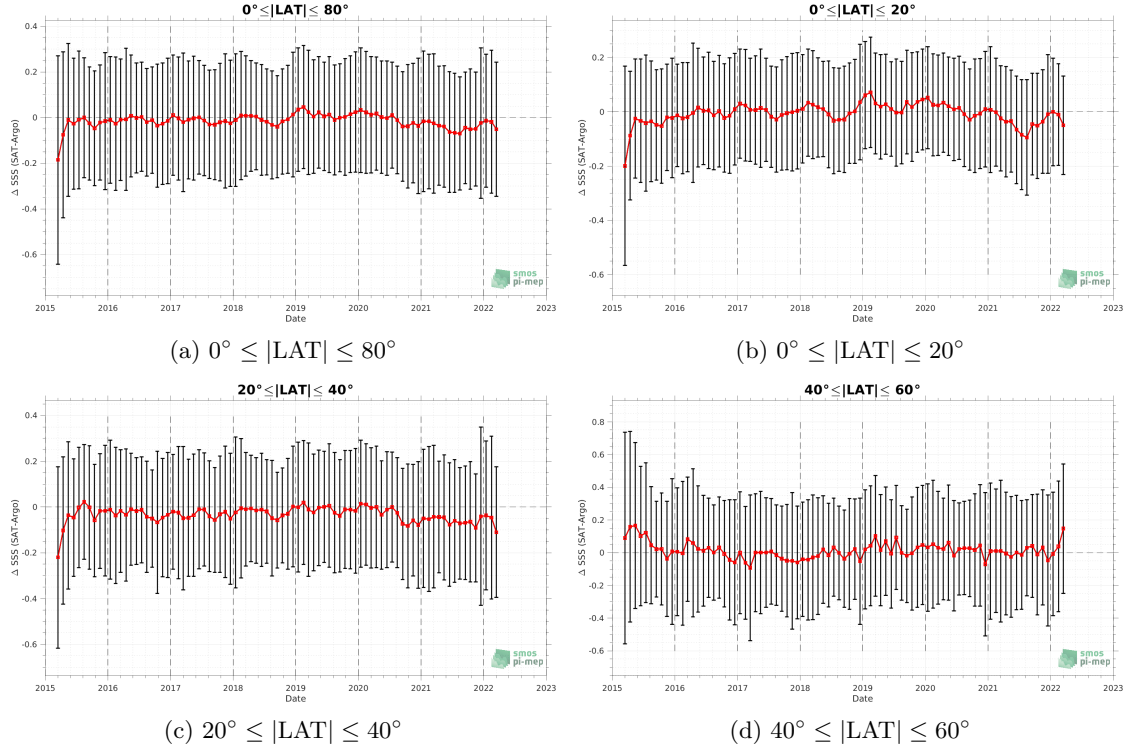 0°≤|LAT|≤ 80°
0.4
0.2
0
-0.2
-0.4
-0.6
Δ SSS (SAT-Argo)
2015 2016 2017 2018 2019 2020 2021 2022 2023
Date
smos
pi-mep
(a) 0° ≤ |LAT| ≤ 80°
0°≤|LAT|≤ 20°
0.2
0
-0.2
-0.4
-0.6
Δ SSS (SAT-Argo)
2015 2016 2017 2018 2019 2020 2021 2022 2023
Date
smos
pi-mep
(b) 0° ≤ |LAT| ≤ 20°
20°≤|LAT|≤ 40°
0.4
0.2
0
-0.2
-0.4
-0.6
Δ SSS (SAT-Argo)
2015 2016 2017 2018 2019 2020 2021 2022 2023
Date
smos
pi-mep
(c) 20° ≤ |LAT| ≤ 40°
40°≤|LAT|≤ 60°
0.8
0.6
0.4
0.2
0
-0.2
-0.4
-0.6
Δ SSS (SAT-Argo)
2015 2016 2017 2018 2019 2020 2021 2022 2023
Date
smos
pi-mep
(d) 40° ≤ |LAT| ≤ 60°